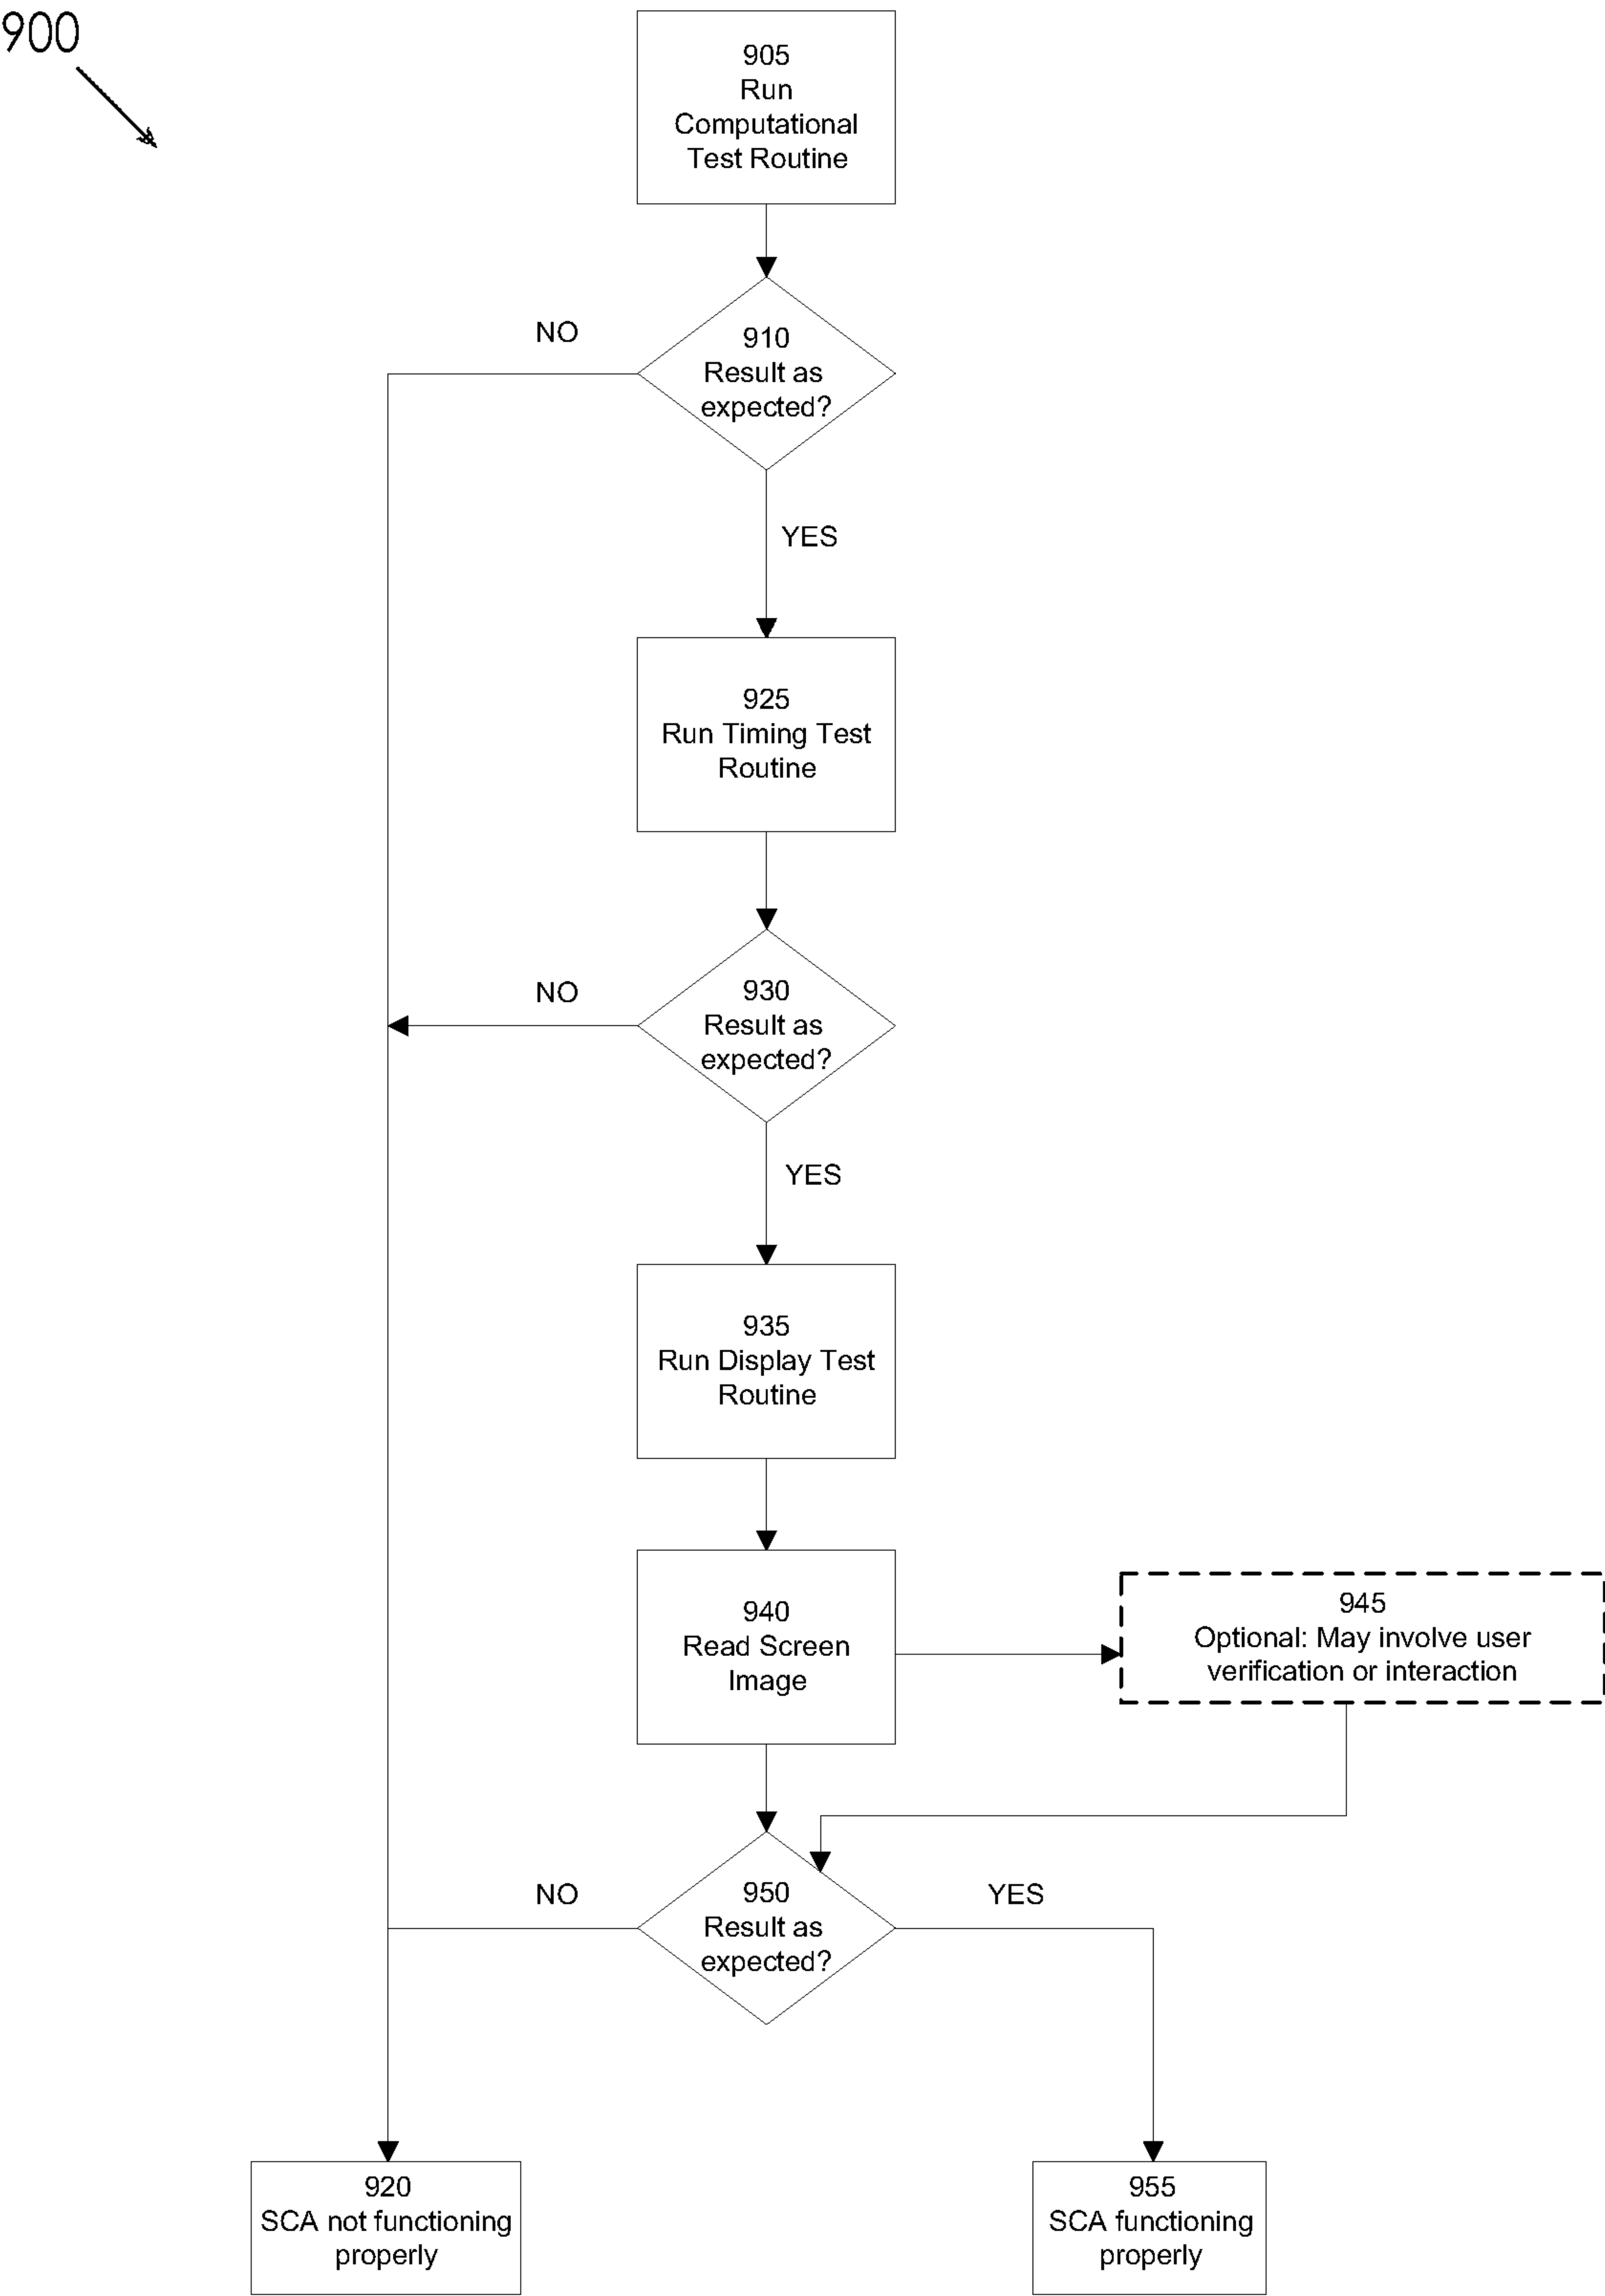 900
905
Run
Computational
Test Routine
NO
910
Result as
expected?
YES
925
Run Timing Test
Routine
NO
930
Result as
expected?
YES
935
Run Display Test
Routine
940
Read Screen
Image
945
Optional: May involve user
verification or interaction
NO
950
Result as
expected?
YES
920
SCA not functioning
properly
955
SCA functioning
properly